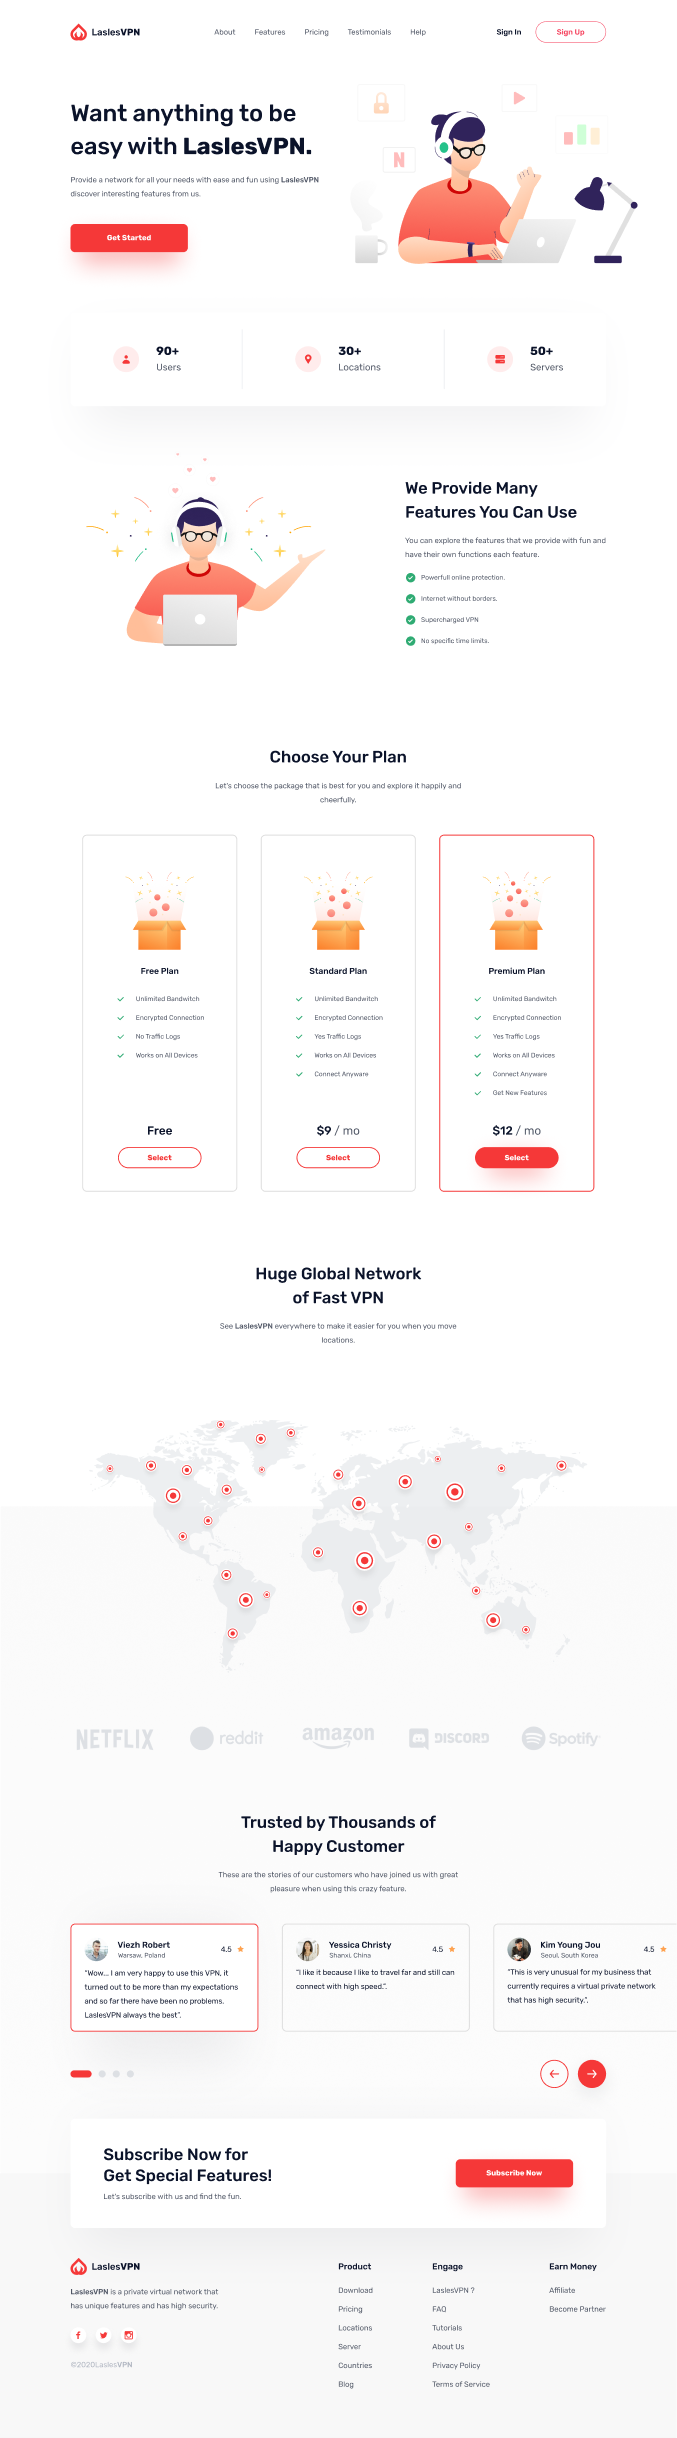 LaslesVPN
About
Features
Pricing
Testimonials
Help
Sign In
Sign Up
Want anything to be
easy with LaslesVPN.
Provide a network for all your needs with ease and fun using LaslesVPN
discover interesting features from us.
Get Started
N
90+
Users
30+
Locations
50+
Servers
We Provide Many
Features You Can Use
You can explore the features that we provide with fun and
have their own functions each feature.
Powerfull online protection.
Internet without borders.
Supercharged VPN
No specific time limits.
Choose Your Plan
Let's choose the package that is best for you and explore it happily and
cheerfully.
Free Plan
Unlimited Bandwitch
Encrypted Connection
No Traffic Logs
Works on All Devices
Free
Select
Standard Plan
Unlimited Bandwitch
Encrypted Connection
Yes Traffic Logs
Works on All Devices
Connect Anyware
$9 / mo
Select
Premium Plan
Unlimited Bandwitch
Encrypted Connection
Yes Traffic Logs
Works on All Devices
Connect Anyware
Get New Features
$12 / mo
Select
Huge Global Network
of Fast VPN
See LaslesVPN everywhere to make it easier for you when you move
locations.
NETFLIX
reddit
amazon
DISCORD
Spotify
Trusted by Thousands of
Happy Customer
These are the stories of our customers who have joined us with great
pleasure when using this crazy feature.
Viezh Robert
Warsaw, Poland
4.5
“Wow... I am very happy to use this VPN, it
turned out to be more than my expectations
and so far there have been no problems.
LaslesVPN always the best”.
Yessica Christy
Shanxi, China
4.5
“I like it because I like to travel far and still can
connect with high speed.”.
Kim Young Jou
Seoul, South Korea
4.5
“This is very unusual for my business that
currently requires a virtual private network
that has high security.”.
Subscribe Now for
Get Special Features!
Let's subscribe with us and find the fun.
Subscribe Now
LaslesVPN
LaslesVPN is a private virtual network that
has unique features and has high security.
©2020LaslesVPN
Product
Download
Pricing
Locations
Server
Countries
Blog
Engage
LaslesVPN ?
FAQ
Tutorials
About Us
Privacy Policy
Terms of Service
Earn Money
Affiliate
Become Partner